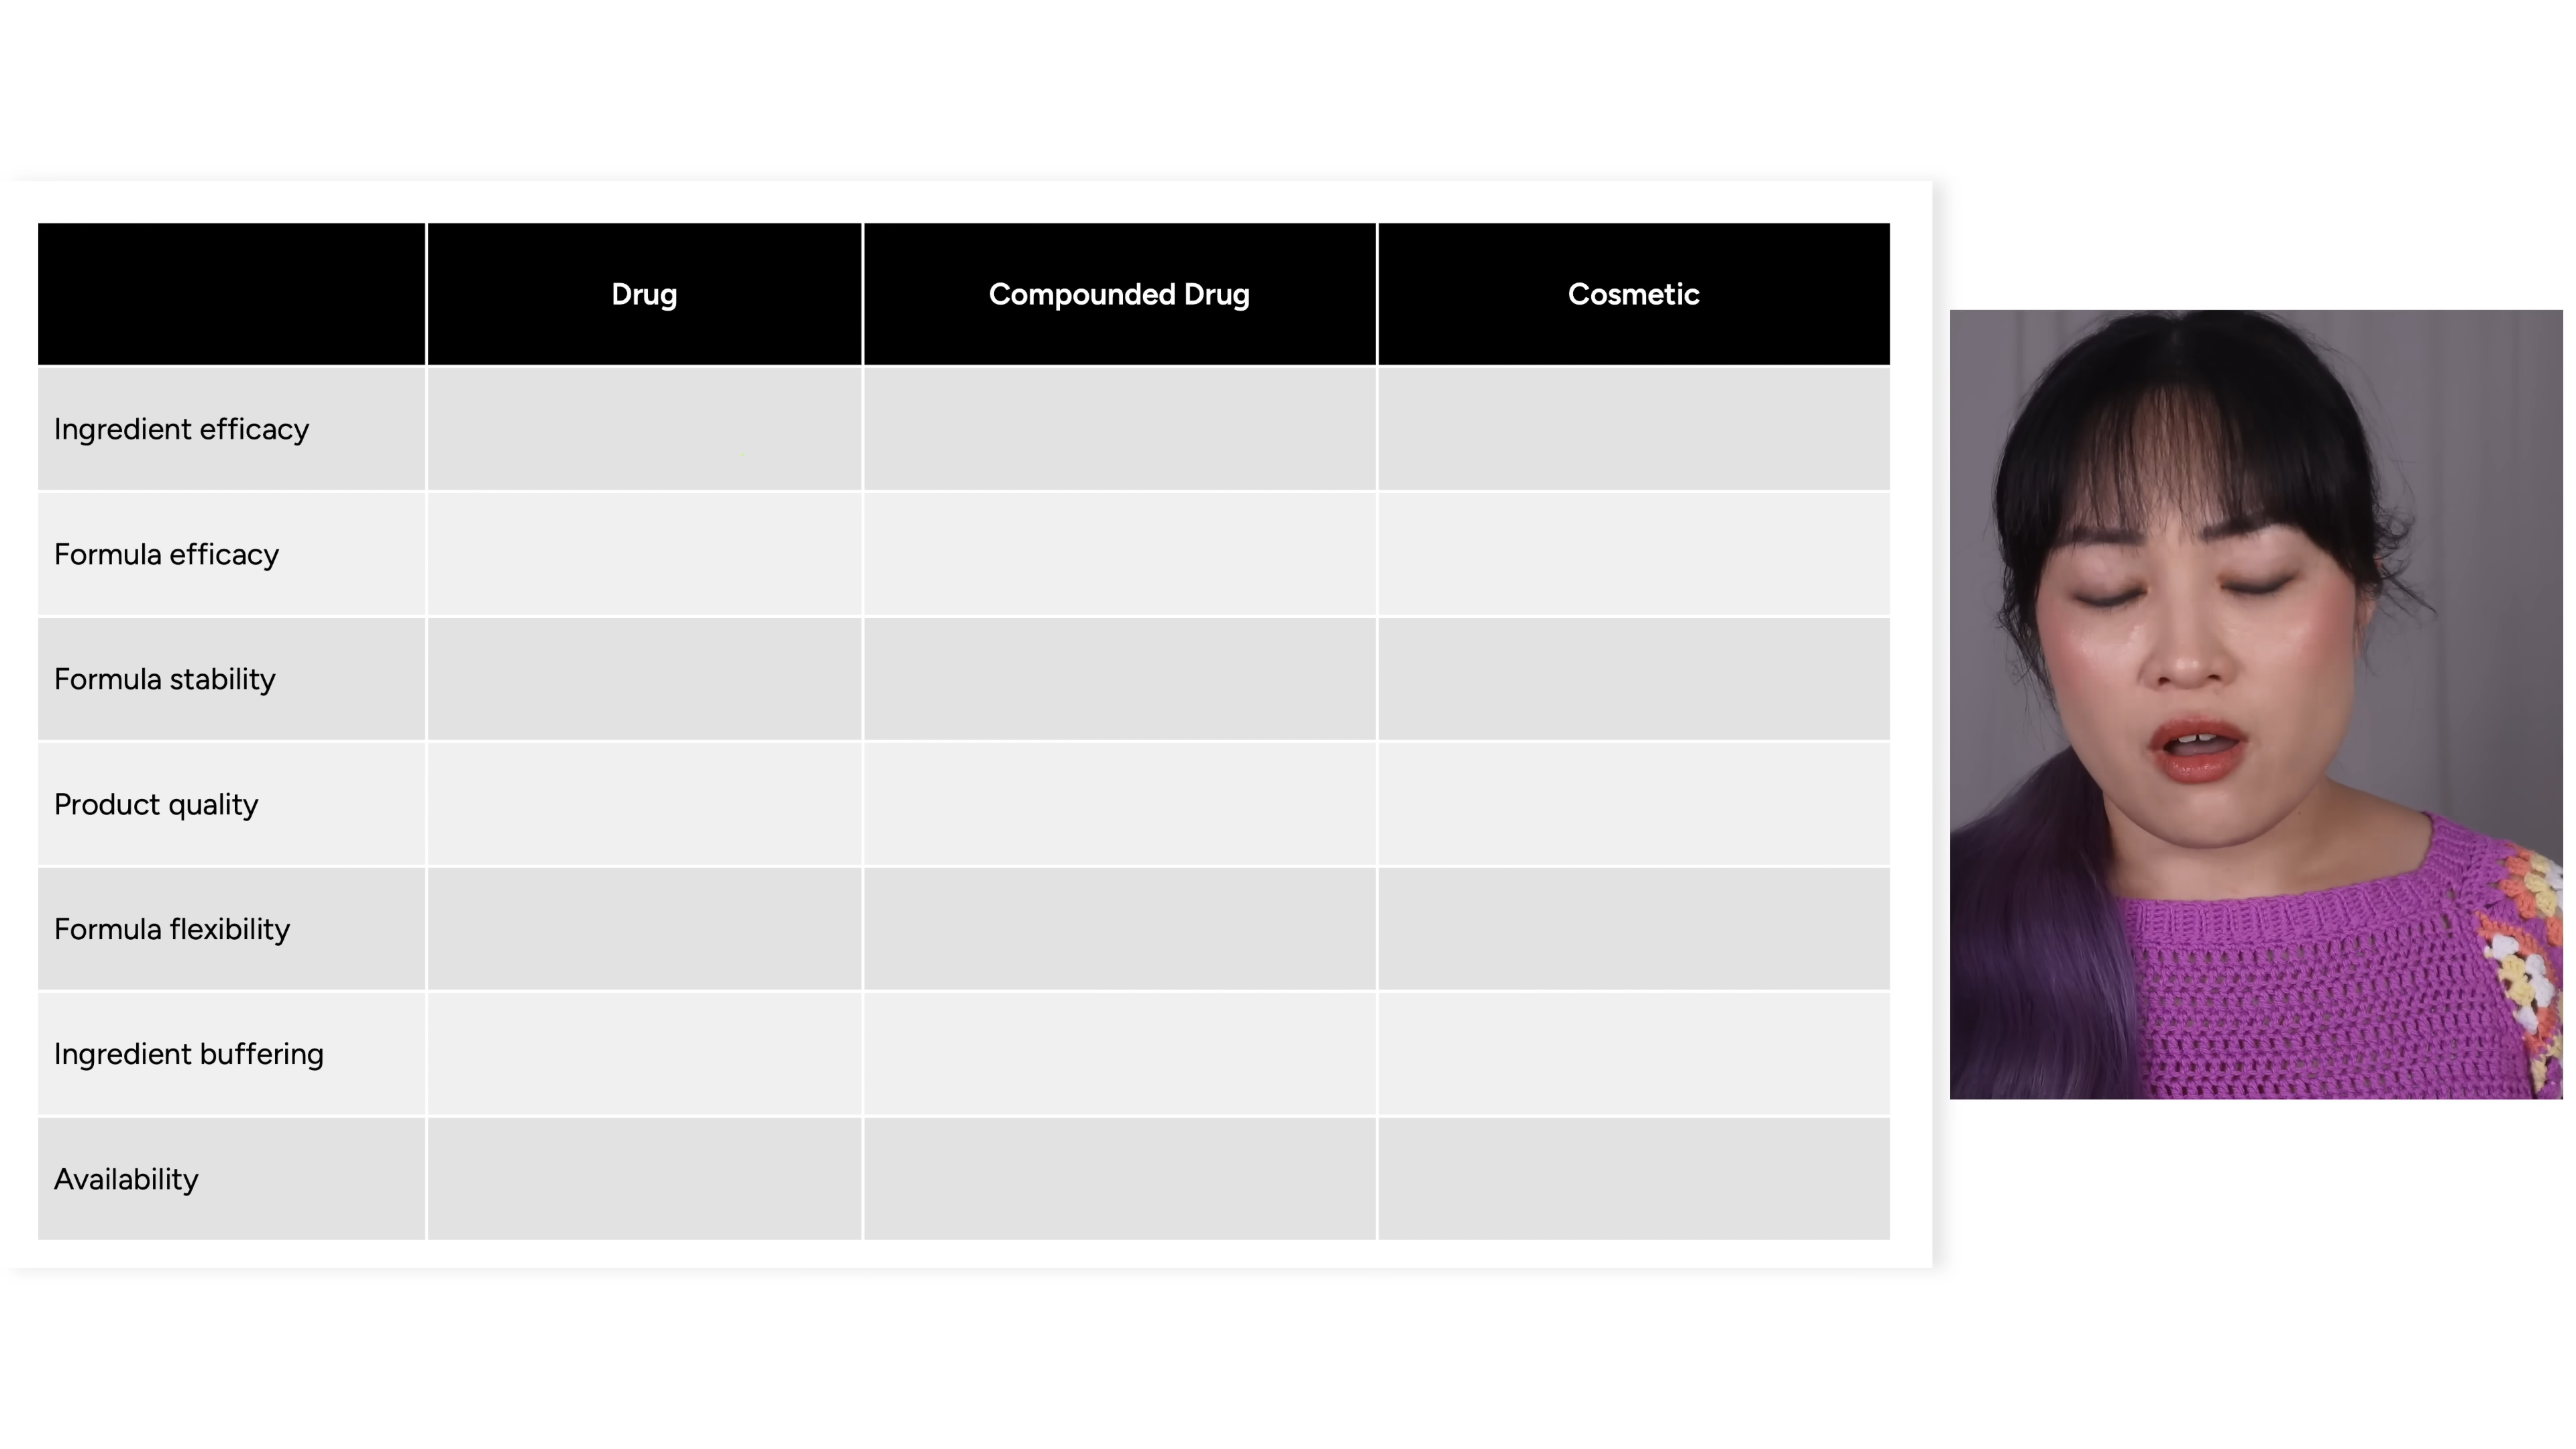 Drug
Compounded Drug
Cosmetic
Ingredient efficacy
Formula efficacy
Formula stability
Product quality
Formula flexibility
Ingredient buffering
Availability